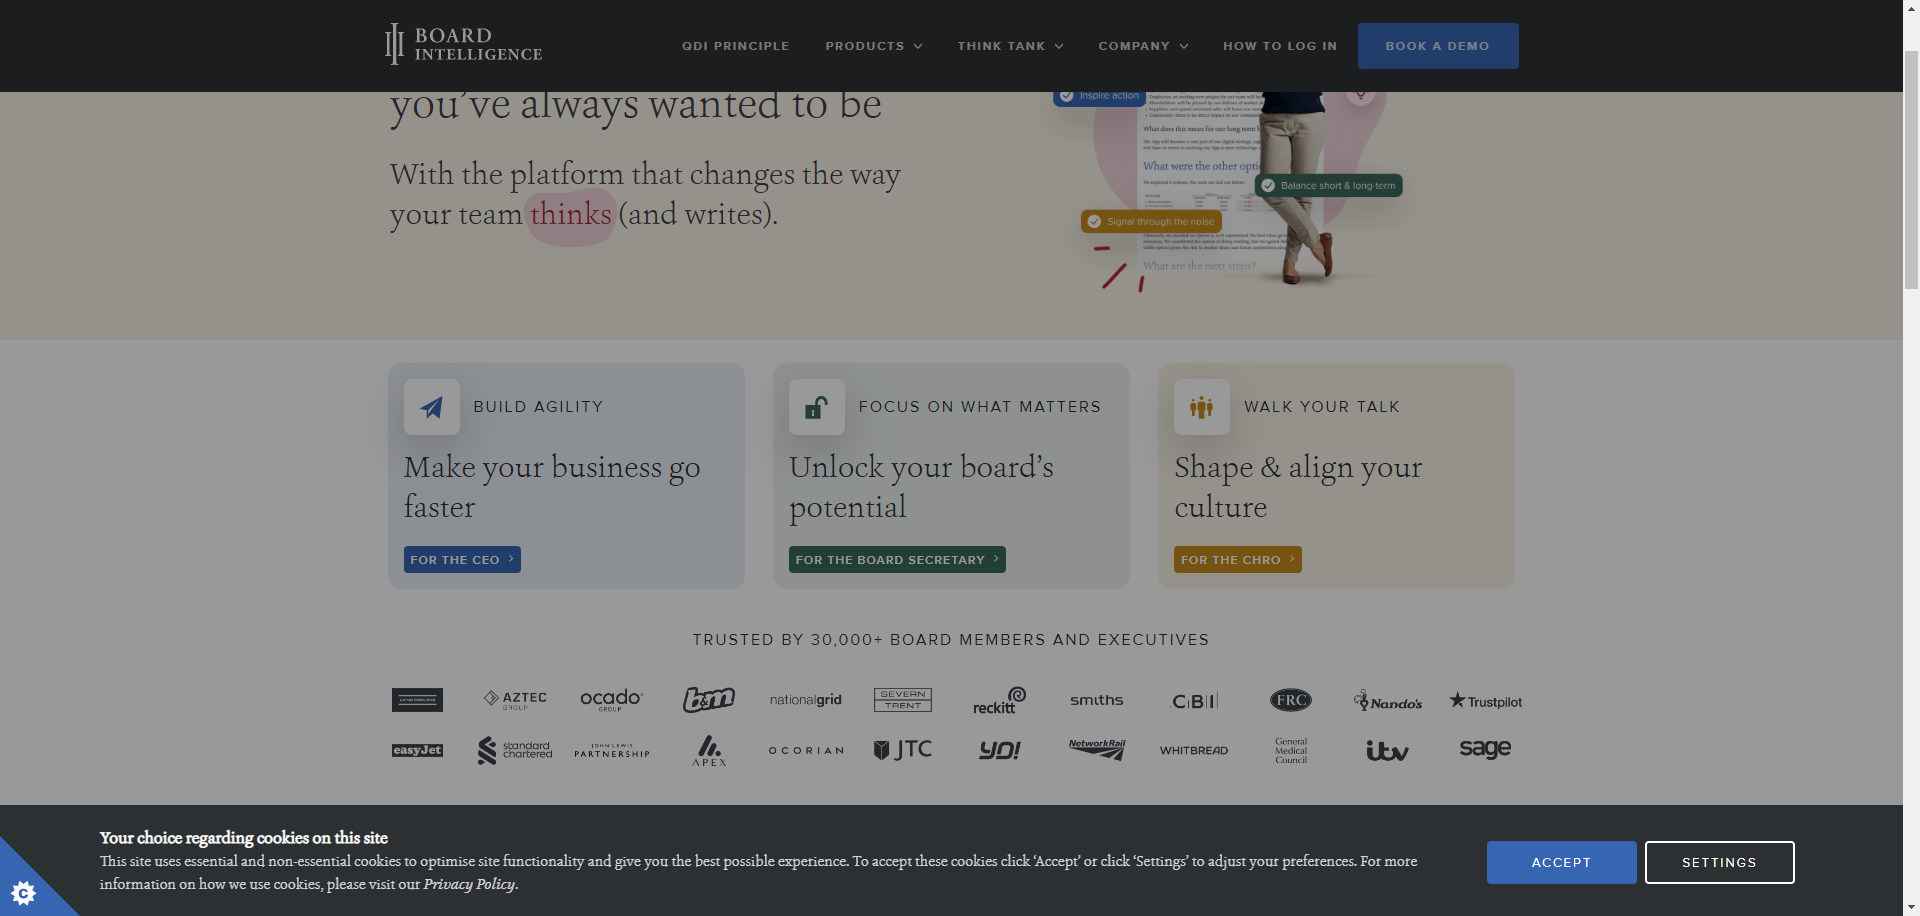 BOARD
INTELLIGENCE
QDI PRINCIPLE
PRODUCTS
THINK TANK
COMPANY
HOW TO LOG IN
BOOK A DEMO
you've always wanted to be
With the platform that changes the way
your team thinks (and writes).
Inspire action
What does this mean for our long term
What were the other opti
Balance short & long-term
Signal through the noise
What are the next steps?
BUILD AGILITY
Make your business go
faster
FOR THE CEO
FOCUS ON WHAT MATTERS
Unlock your board's
potential
FOR THE BOARD SECRETARY
WALK YOUR TALK
Shape & align your
culture
FOR THE CHRO
TRUSTED BY 30,000+ BOARD MEMBERS AND EXECUTIVES
AZTEC
GROUP
ocado
GROUP
b&m
nationalgrid
SEVERN
TRENT
reckitt
smiths
CBI
FRC
Nando's
Trustpilot
easyJet
standard
chartered
JOHN LEWIS
PARTNERSHIP
APEX
OCORIAN
JTC
YO!
NetworkRail
WHITBREAD
General
Medical
Council
itv
sage
Your choice regarding cookies on this site
This site uses essential and non-essential cookies to optimise site functionality and give you the best possible experience. To accept these cookies click 'Accept' or click 'Settings' to adjust your preferences. For more
information on how we use cookies, please visit our Privacy Policy.
ACCEPT
SETTINGS